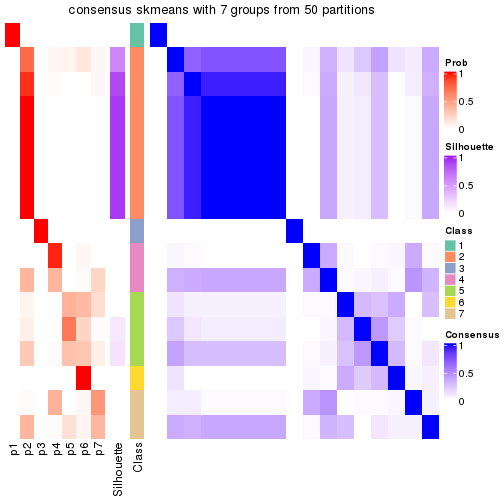 consensus skmeans with 7 groups from 50 partitions
Prob
1
0.5
0
Silhouette
1
0.5
0
Class
1
2
3
4
5
6
7
Consensus
1
0.5
0
p1
p2
p3
p4
p5
p6
p7
Silhouette
Class